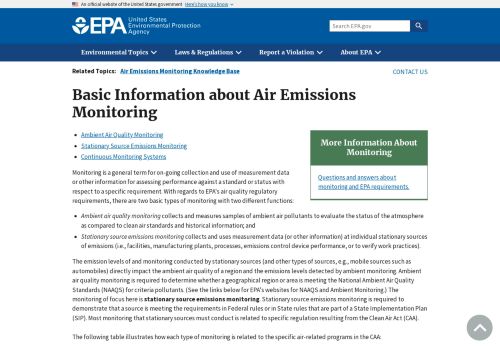 An official website of the United States government Here's how you know
EPA United States
Environmental Protection
Agency
Search EPA.gov
Environmental Topics Laws & Regulations Report a Violation About EPA
Related Topics: Air Emissions Monitoring Knowledge Base
CONTACT US
Basic Information about Air Emissions
Monitoring
Ambient Air Quality Monitoring
Stationary Source Emissions Monitoring
Continuous Monitoring Systems
More Information About
Monitoring
Questions and answers about
monitoring and EPA requirements.
Monitoring is a general term for on-going collection and use of measurement data
or other information for assessing performance against a standard or status with
respect to a specific requirement. With regards to EPA's air quality regulatory
requirements, there are two basic types of monitoring with two different functions:
Ambient air quality monitoring collects and measures samples of ambient air pollutants to evaluate the status of the atmosphere
as compared to clean air standards and historical information; and
Stationary source emissions monitoring collects and uses measurement data (or other information) at individual stationary sources
of emissions (i.e., facilities, manufacturing plants, processes, emissions control device performance, or to verify work practices).
The emission levels of and monitoring conducted by stationary sources (and other types of sources, e.g., mobile sources such as
automobiles) directly impact the ambient air quality of a region and the emissions levels detected by ambient monitoring. Ambient
air quality monitoring is required to determine whether a geographical region or area is meeting the National Ambient Air Quality
Standards (NAAQS) for criteria pollutants. (See the links below for EPA's websites for NAAQS and Ambient Monitoring.) The
monitoring of focus here is stationary source emissions monitoring. Stationary source emissions monitoring is required to
demonstrate that a source is meeting the requirements in Federal rules or in State rules that are part of a State Implementation Plan
(SIP). Most monitoring that stationary sources must conduct is related to specific regulation resulting from the Clean Air Act (CAA).
The following table illustrates how each type of monitoring is related to the specific air-related programs in the CAA: